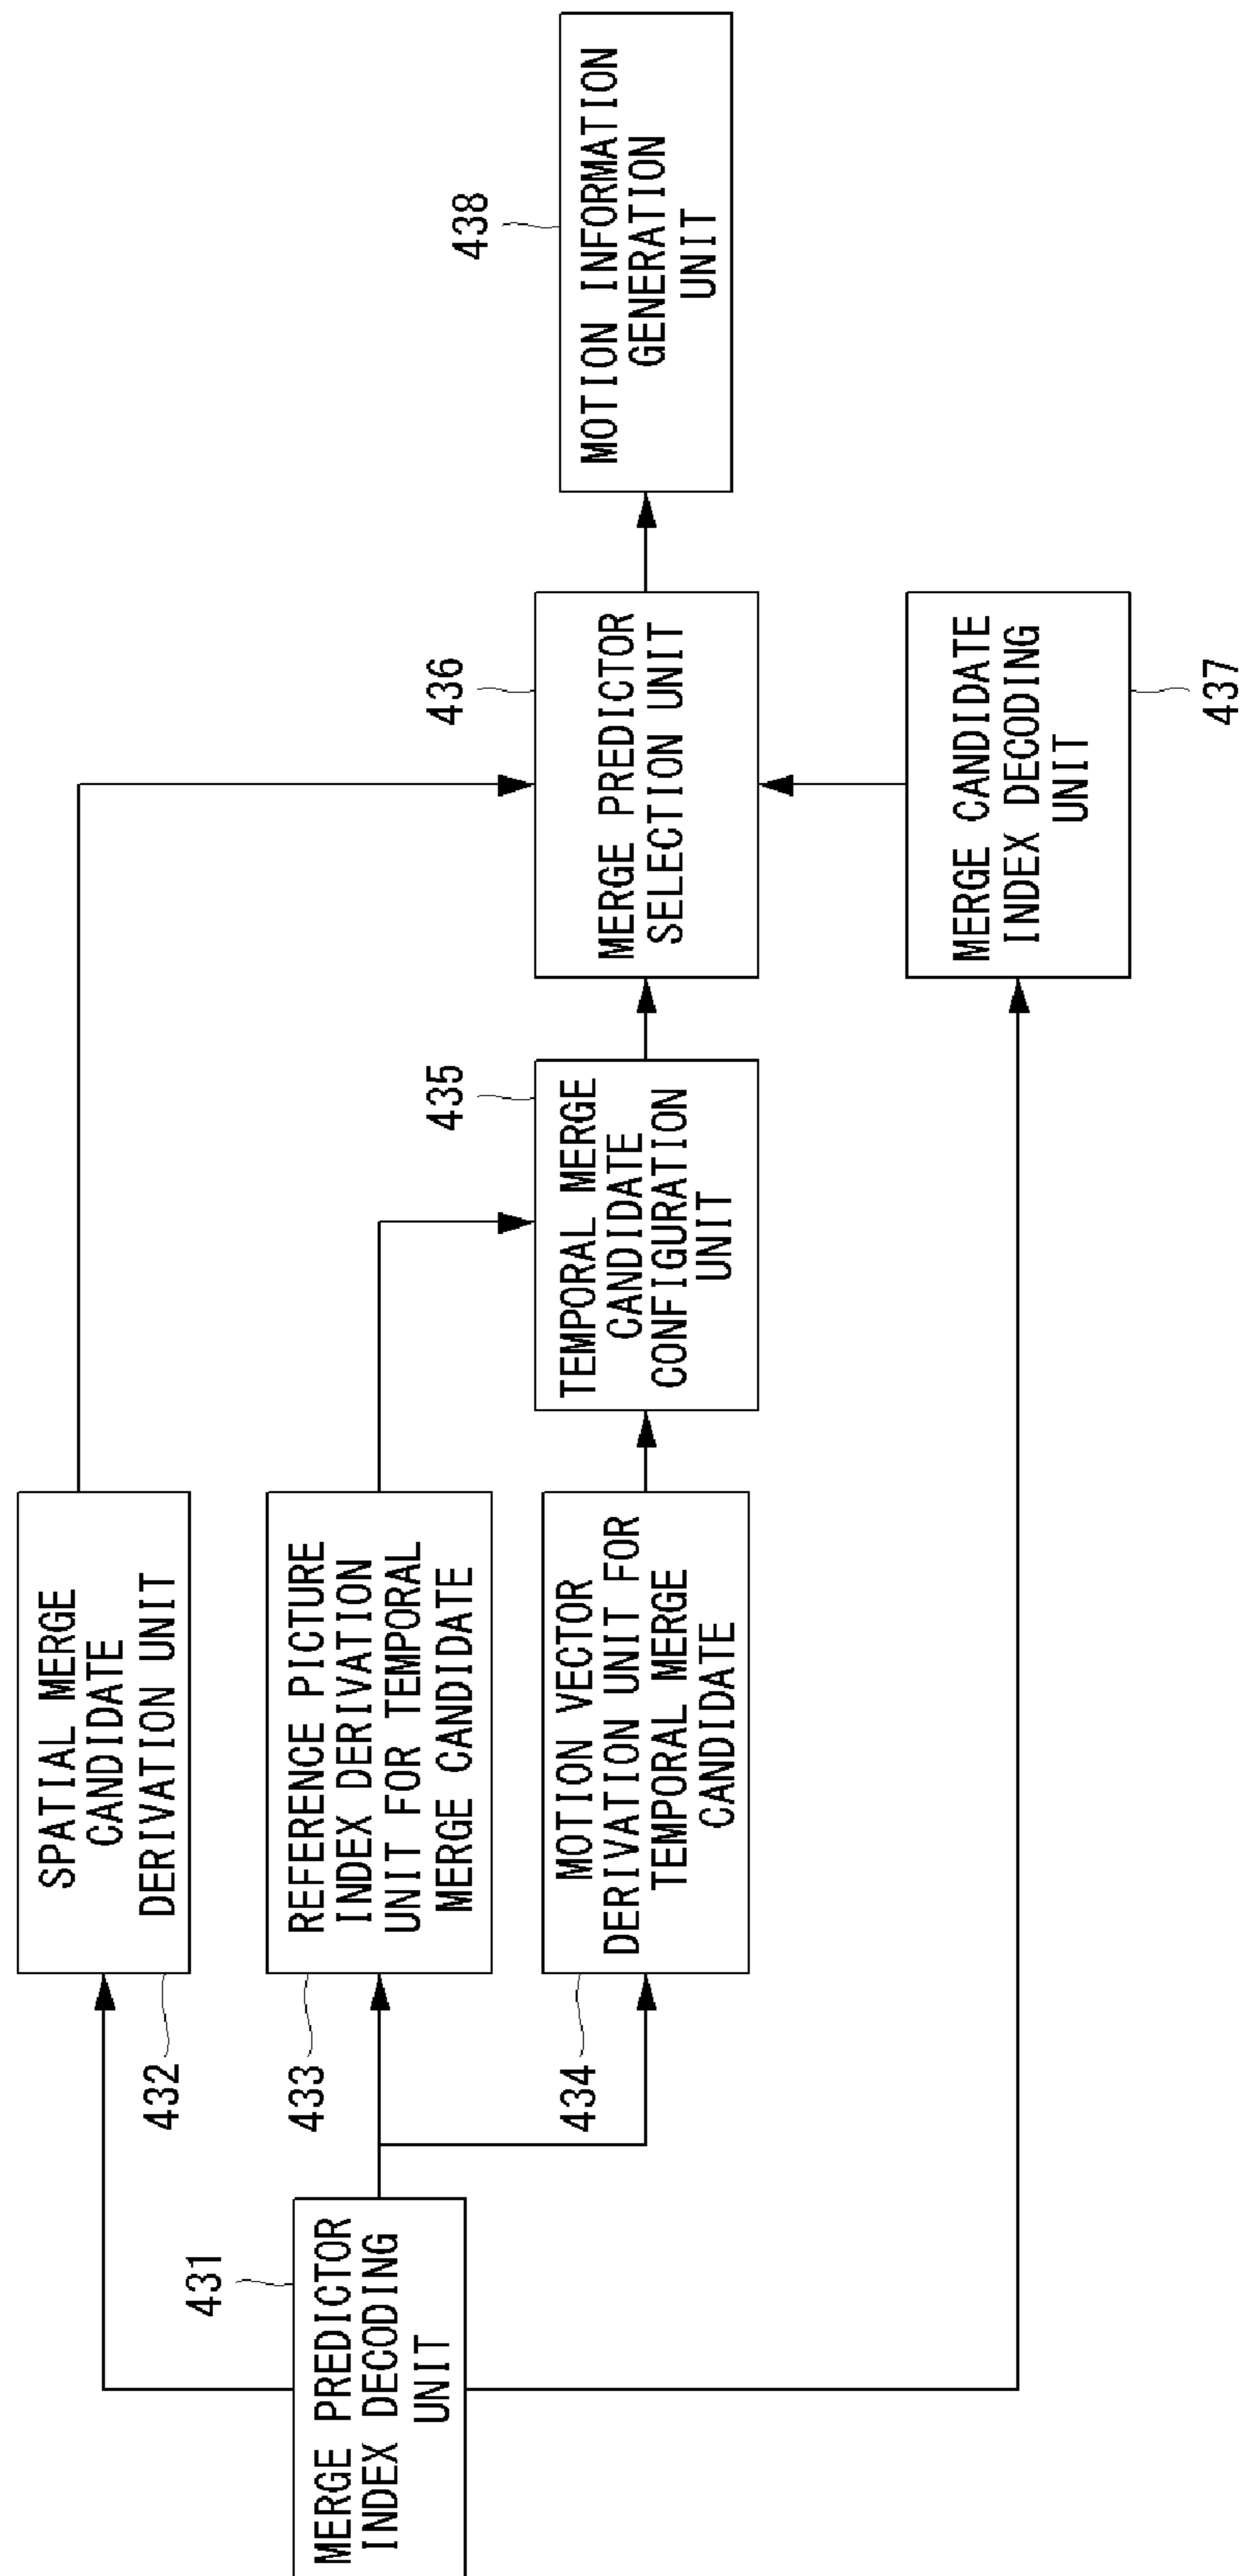 431
MERGE PREDICTOR
INDEX DECODING
UNIT
432
SPATIAL MERGE
CANDIDATE
DERIVATION UNIT
433
REFERENCE PICTURE
INDEX DERIVATION
UNIT FOR TEMPORAL
MERGE CANDIDATE
434
MOTION VECTOR
DERIVATION UNIT FOR
TEMPORAL MERGE
CANDIDATE
435
TEMPORAL MERGE
CANDIDATE
CONFIGURATION
UNIT
436
MERGE PREDICTOR
SELECTION UNIT
MERGE CANDIDATE
INDEX DECODING
UNIT
437
438
MOTION INFORMATION
GENERATION
UNIT